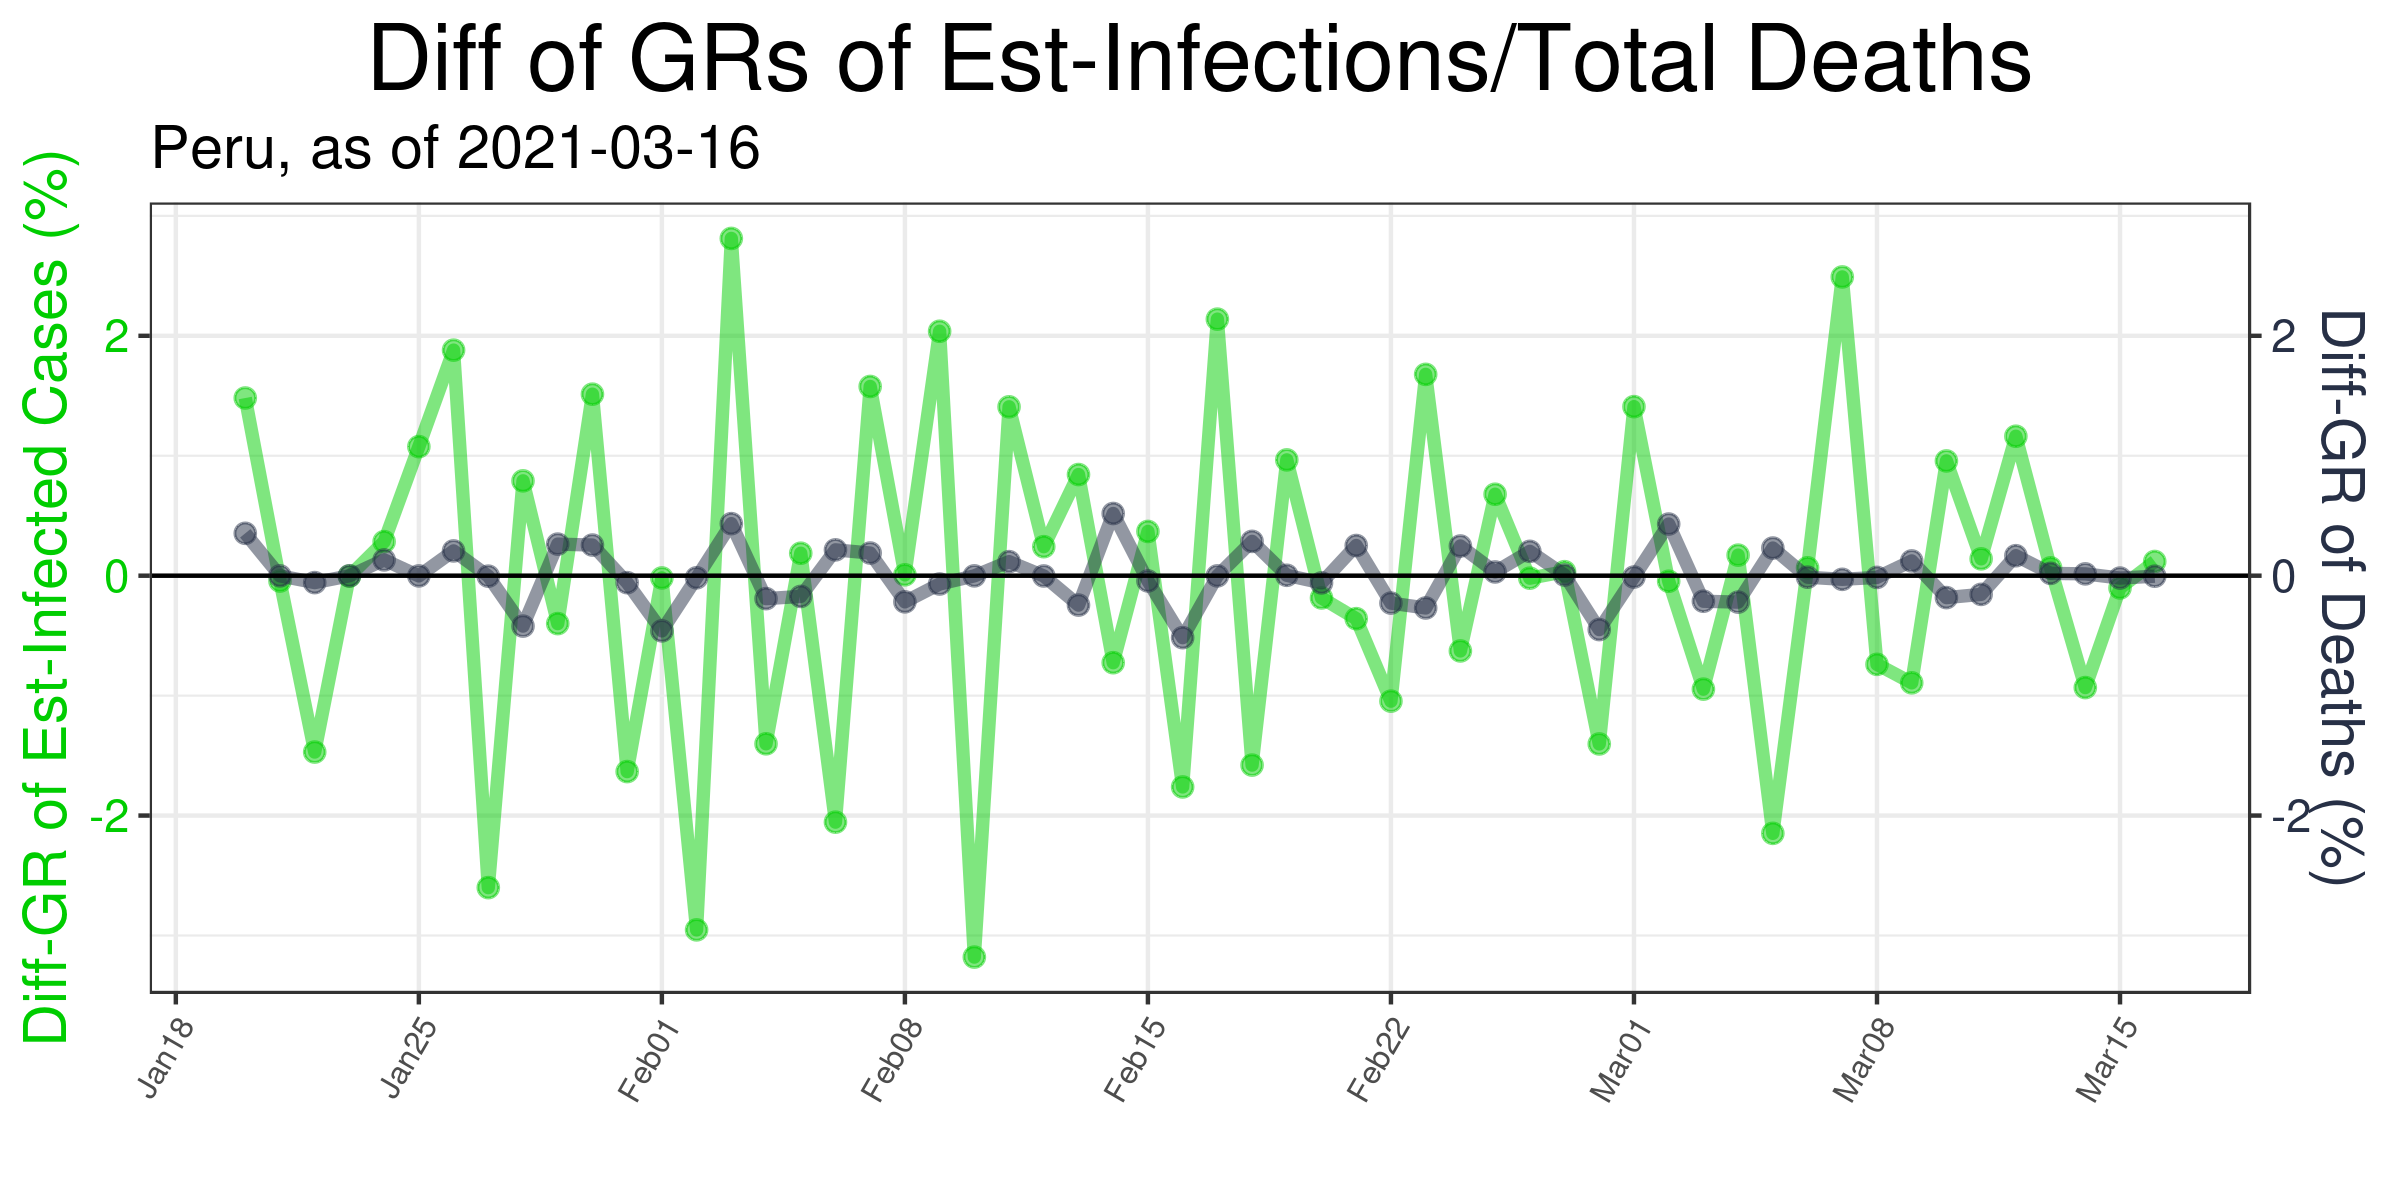 Diff of GRs of Est-Infections/Total Deaths
Peru, as of 2021-03-16
Diff-GR of Est-Infected Cases (%)
2
0
-2
2
0
-2
Diff-GR of Deaths (%)
Jan18
Jan25
Feb01
Feb08
Feb15
Feb22
Mar01
Mar08
Mar15